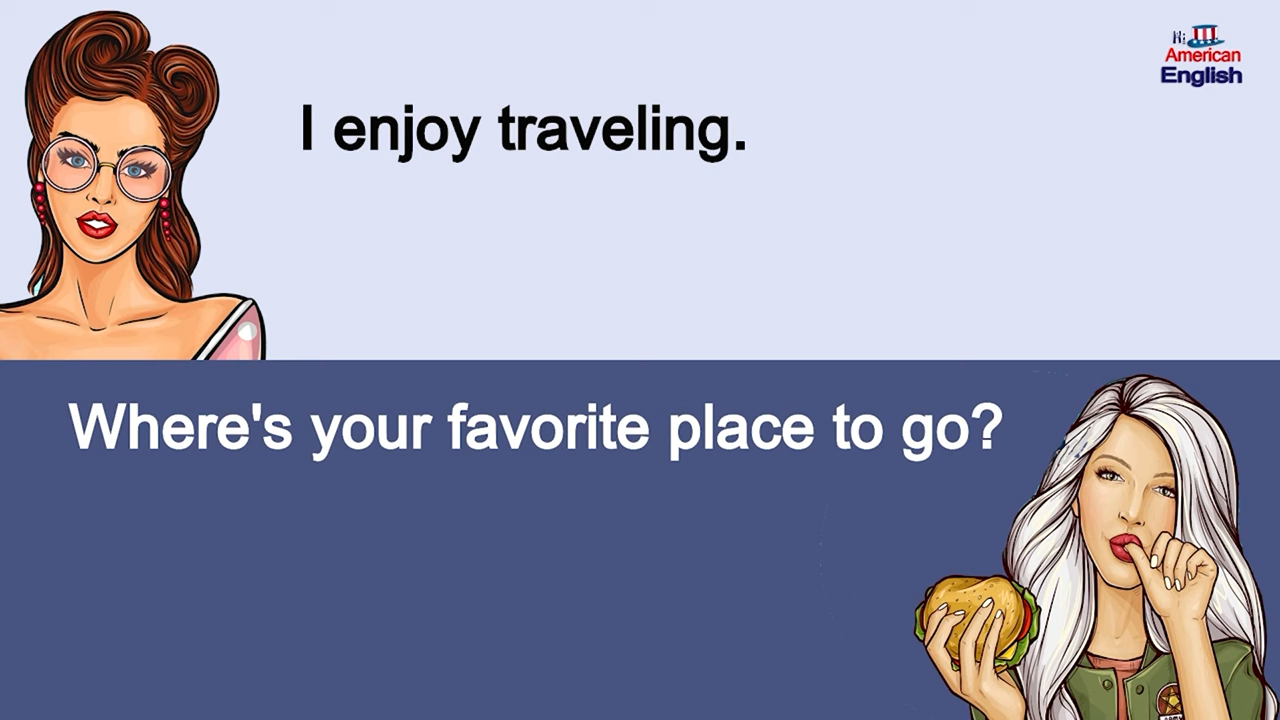 Hi
American
English
I enjoy traveling.
Where's your favorite place to go?